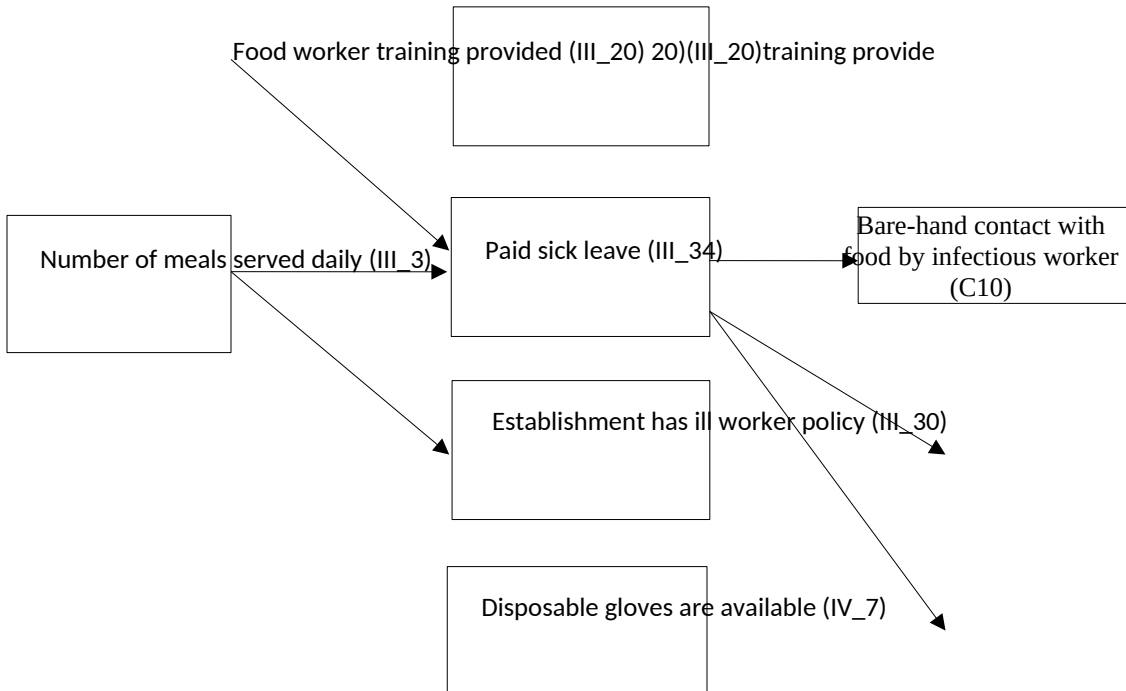 Food worker training provided (III_20) 20)(III_20)training provide
Number of meals served daily (III_3)
Paid sick leave (III_34)
Bare-hand contact with
food by infectious worker
(C10)
Establishment has ill worker policy (III_30)
Disposable gloves are available (IV_7)